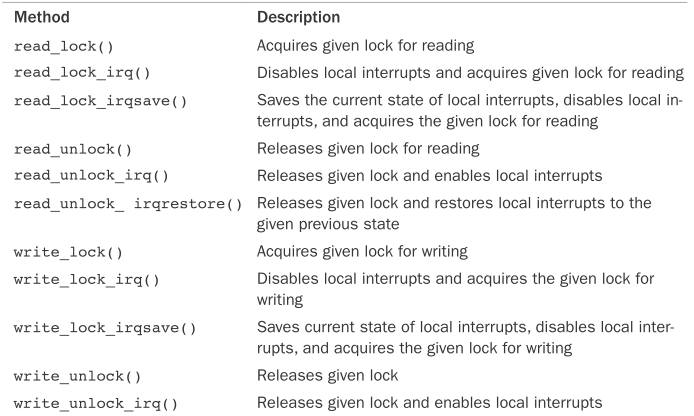 Method Description
read_lock() Acquires given lock for reading
read_lock_irq() Disables local interrupts and acquires given lock for reading
read_lock_irqsave() Saves the current state of local interrupts, disables local in-
terrupts, and acquires the given lock for reading
read_unlock() Releases given lock for reading
read_unlock_irq() Releases given lock and enables local interrupts
read_unlock_ irqrestore() Releases given lock and restores local interrupts to the
given previous state
write_lock() Acquires given lock for writing
write_lock_irq() Disables local interrupts and acquires the given lock for
writing
write_lock_irqsave() Saves current state of local interrupts, disables local inter-
rupts, and acquires the given lock for writing
write_unlock() Releases given lock
write_unlock_irq() Releases given lock and enables local interrupts